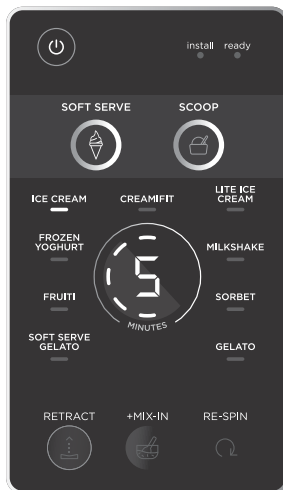 install ready
SOFT SERVE SCOOP
ICE CREAM CREAMIFIT LITE ICE
CREAM
FROZEN
YOGHURT
MILKSHAKE
5
FRUITI SORBET
MINUTES
SOFT SERVE
GELATO
GELATO
RETRACT +MIX-IN RE-SPIN